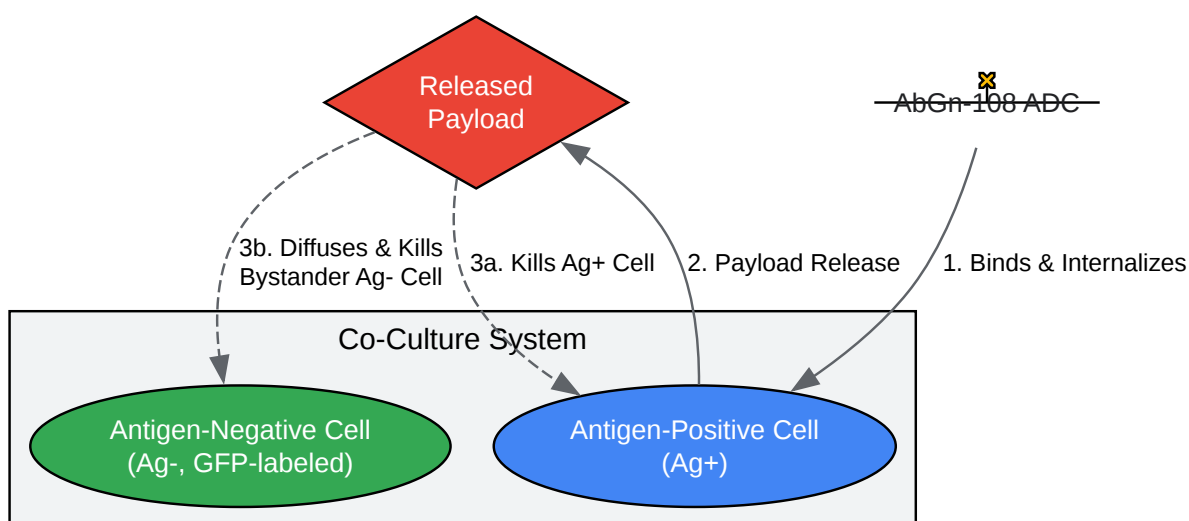 Released
Payload
AbGn-108 ADC
3b. Diffuses & Kills
Bystander Ag- Cell
3a. Kills Ag+ Cell
2. Payload Release
1. Binds & Internalizes
Co-Culture System
Antigen-Negative Cell
(Ag-, GFP-labeled)
Antigen-Positive Cell
(Ag+)